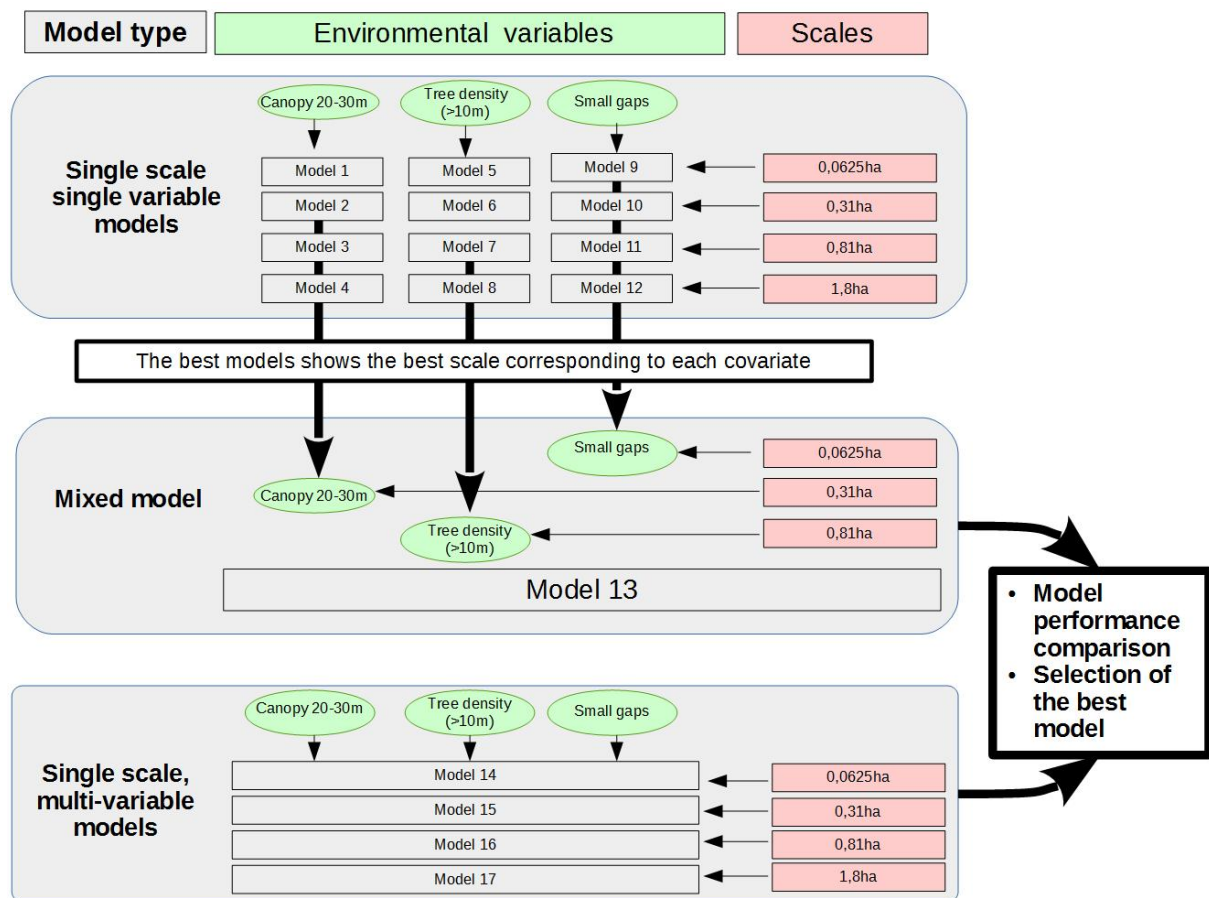 Model type
Environmental variables
Scales
Canopy 20-30m
Tree density
(>10m)
Small gaps
Single scale
single variable
models
Model 1
Model 5
Model 9
0,0625ha
Model 2
Model 6
Model 10
0,31ha
Model 3
Model 7
Model 11
0,81ha
Model 4
Model 8
Model 12
1,8ha
The best models shows the best scale corresponding to each covariate
Mixed model
Small gaps
0,0625ha
Canopy 20-30m
0,31ha
Tree density
(>10m)
0,81ha
Model 13
• Model
performance
comparison
• Selection of
the best
model
Single scale,
multi-variable
models
Canopy 20-30m
Tree density
(>10m)
Small gaps
Model 14
0,0625ha
Model 15
0,31ha
Model 16
0,81ha
Model 17
1,8ha